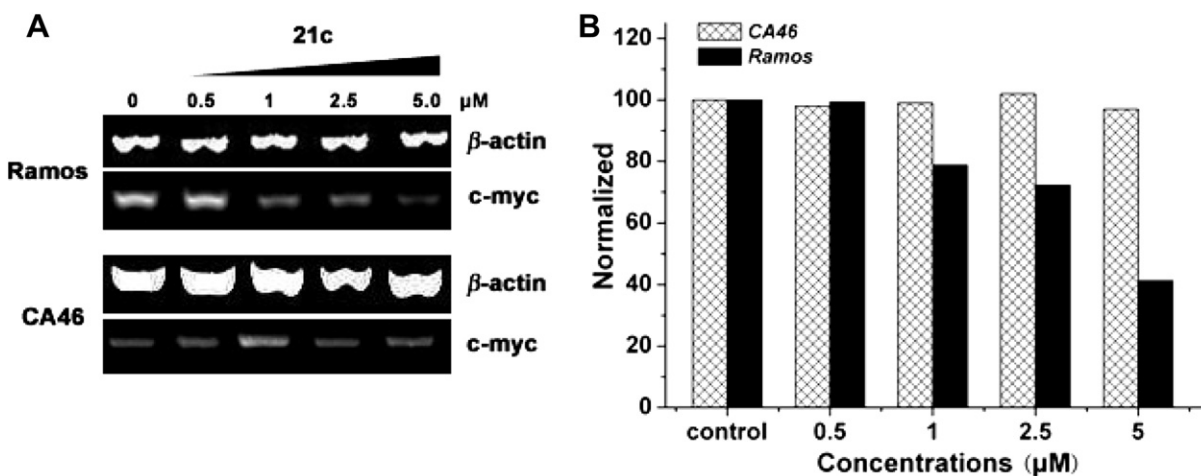 A
21c
0 0.5 1 2.5 5.0 μM
Ramos
β-actin
c-myc
CA46
β-actin
c-myc
B
CA46
Ramos
Normalized
120
100
80
60
40
20
0
control 0.5 1 2.5 5
Concentrations (μM)